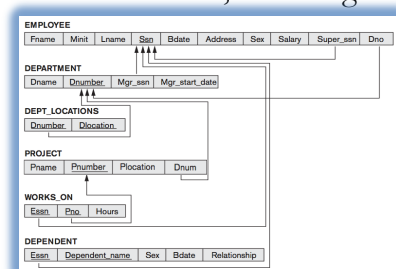 EMPLOYEE
Fname Minit Lname Ssn Bdate Address Sex Salary Super_ssn Dno
DEPARTMENT
Dname Dnumber Mgr_ssn Mgr_start_date
DEPT_LOCATIONS
Dnumber Dlocation
PROJECT
Pname Pnumber Plocation Dnum
WORKS_ON
Essn Pno Hours
DEPENDENT
Essn Dependent_name Sex Bdate Relationship